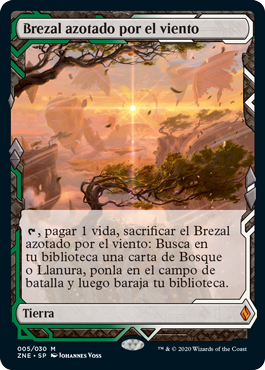 Brezal azotado por el viento
, pagar 1 vida, sacrificar el Brezal
azotado por el viento: Busca en
tu biblioteca una carta de Bosque
o Llanura, ponla en el campo de
batalla y luego baraja tu biblioteca.
Tierra
005/030 M
ZNE • SP Johannes Voss
™ & © 2020 Wizards of the Coast